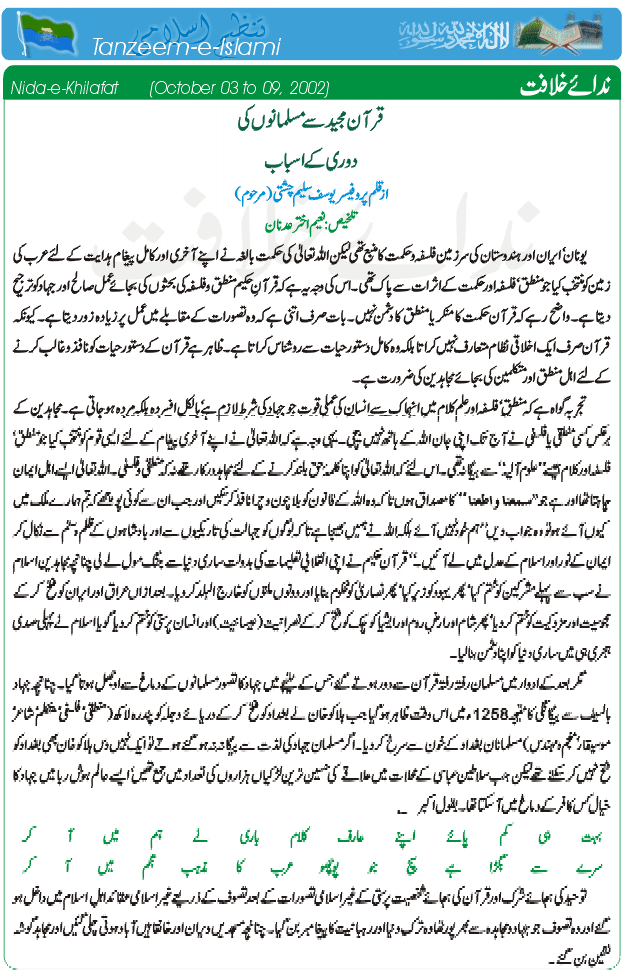 تنظیم اسلامی
Tanzeem-e-Islami
لا الہ الا اللہ محمد رسول اللہ
Nida-e-Khilafat (October 03 to 09, 2002) ندائے خلافت
قرآن مجید سے مسلمانوں کی
دوری کے اسباب
از قلم پروفیسر یوسف سلیم چشتی (مرحوم)
تلخیص: نعیم اختر عدنان
یونان' ایران اور ہندوستان کی سرزمین فلسفہ و حکمت کا منبع تھی لیکن اللہ تعالیٰ کی حکمت بالغہ نے اپنے آخری اور کامل پیغام ہدایت کے لئے عرب کی
زمین کو منتخب کیا جو منطق' فلسفہ اور حکمت کے اثرات سے پاک تھی۔ اس کی وجہ یہ ہے کہ قرآن حکیم منطق و فلسفہ کی بحثوں کی بجائے عمل صالح اور جہاد کو ترجیح
دیتا ہے۔ واضح رہے کہ قرآن حکمت کا منکر یا منطق کا دشمن نہیں۔ بات صرف اتنی ہے کہ وہ تصورات کے مقابلے میں عمل پر زیادہ زور دیتا ہے۔ کیونکہ
قرآن صرف ایک اخلاقی نظام متعارف نہیں کراتا بلکہ وہ کامل دستور حیات سے روشناس کراتا ہے۔ ظاہر ہے قرآن کے دستور حیات کو نافذ و غالب کرنے
کے لئے اہل منطق اور متکلمین کی بجائے مجاہدین کی ضرورت ہے۔
تجربہ گواہ ہے کہ منطق' فلسفہ اور علم کلام میں انہماک سے انسان کی عملی قوت جو جہاد کی شرط لازم ہے' بالکل افسردہ بلکہ مردہ ہو جاتی ہے۔ مجاہدین کے
برعکس کسی منطقی یا فلسفی نے آج تک اپنی جان اللہ کے ہاتھ نہیں بیچی۔ یہی وجہ ہے کہ اللہ تعالیٰ نے اپنے آخری پیغام کے لئے ایسی قوم کو منتخب کیا جو منطق'
فلسفہ اور کلام جیسے "علوم آلیہ" سے بیگانہ تھی۔ اس لئے کہ اللہ تعالیٰ کو اپنا کلمہ حق بلند کرنے کے لئے مجاہد درکار تھے نہ کہ منطقی و فلسفی۔ اللہ تعالیٰ ایسے اہل ایمان
چاہتا تھا اور ہے جو "سمعنا و اطعنا" کا مصداق ہوں تاکہ وہ اللہ کے قانون کو بلا چون و چرا نافذ کر سکیں اور جب ان سے کوئی پوچھے کہ تم ہمارے ملک میں
کیوں آئے ہو تو وہ جواب دیں "ہم خود نہیں آئے بلکہ اللہ نے ہمیں بھیجا ہے تاکہ لوگوں کو جہالت کی تاریکیوں سے اور بادشاہوں کے ظلم و ستم سے نکال کر
ایمان کے نور اور اسلام کے عدل میں لے آئیں۔" قرآن حکیم نے اپنی انقلابی تعلیمات کی بدولت ساری دنیا سے جنگ مول لے لی چنانچہ مجاہدین اسلام
نے سب سے پہلے مشرکین کو ختم کیا' پھر یہود کو زیر کیا' پھر نصاریٰ کو محکوم بنایا اور دونوں ملتوں کو خارج البلد کر دیا۔ بعد ازاں عراق اور ایران کو فتح کر کے
مجوسیت اور مزدکیت کو ختم کر دیا' پھر شام اور ارض روم اور ایشیا کوچک کو فتح کر کے نصرانیت (عیسائیت) اور انسان پرستی کو ختم کر دیا' گویا اسلام نے پہلی صدی
ہجری ہی میں ساری دنیا کو اپنا دشمن بنا لیا۔
مگر بعد کے ادوار میں مسلمان رفتہ رفتہ قرآن سے دور ہوتے گئے جس کے نتیجے میں جہاد کا تصور مسلمانوں کے دماغ سے اوجھل ہوتا گیا۔ چنانچہ جہاد
بالسیف سے بیگانگی کا نتیجہ 1258ء میں اس وقت ظاہر ہو گیا جب ہلاکو خان نے بغداد کو فتح کر کے دریائے دجلہ کو پندرہ لاکھ (منطقی' فلسفی' متکلم' شاعر'
موسیقار' منجم و مہندس) مسلمانان بغداد کے خون سے سرخ کر دیا۔ اگر مسلمان جہاد کی لذت سے بیگانہ نہ ہو گئے ہوتے تو ایک نہیں دس ہلاکو خان بھی بغداد کو
فتح نہیں کر سکتے تھے لیکن جب سلاطین عباسی کے محلات میں علاقے کی حسین ترین لڑکیاں ہزاروں کی تعداد میں جمع تھیں' ایسے عالم ہوش ربا میں جہاد کا
خیال کس کافر کے دماغ میں آ سکتا تھا۔ بقول اکبر
بہت ہی کم پائے اپنے عارف کلام باری نے ہم میں آ کر
سرے سے بگڑا ہے سچ جو پوچھو عرب کا مذہب عجم میں آ کر
توحید کی بجائے شرک اور قرآن کی بجائے شخصیت پرستی کے غیر اسلامی تصورات کے بعد تصوف کے ذریعے غیر اسلامی عقائد اہل اسلام میں داخل ہو
گئے اور وہ تصوف جو جہاد و مجاہدہ سے بھرپور تھا وہ ترک دنیا اور رہبانیت کا پیغامبر بن گیا۔ چنانچہ مسجدیں ویران اور خانقاہیں آباد ہوتی چلی گئیں اور مجاہد گوشہ
نشین بن گئے۔